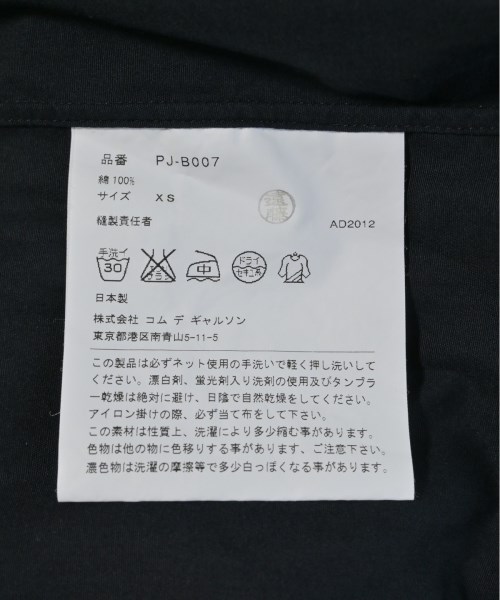 品番 PJ-B007
綿 100%
サイズ XS
縫製責任者
AD2012
手洗イ 30 エンソサラシ 中 ドライ セキユ系
日本製
株式会社 コム デ ギャルソン
東京都港区南青山5-11-5
この製品は必ずネット使用の手洗いで軽く押し洗いして
ください。漂白剤、蛍光剤入り洗剤の使用及びタンブラ
ー乾燥は絶対に避け、日陰で自然乾燥をしてください。
アイロン掛けの際、必ず当て布をして下さい。
この素材は性質上、洗濯により多少縮む事があります。
色物は他の物に色移りする事があります、ご注意下さい。
濃色物は洗濯の摩擦等で多少白っぽくなる事があります。